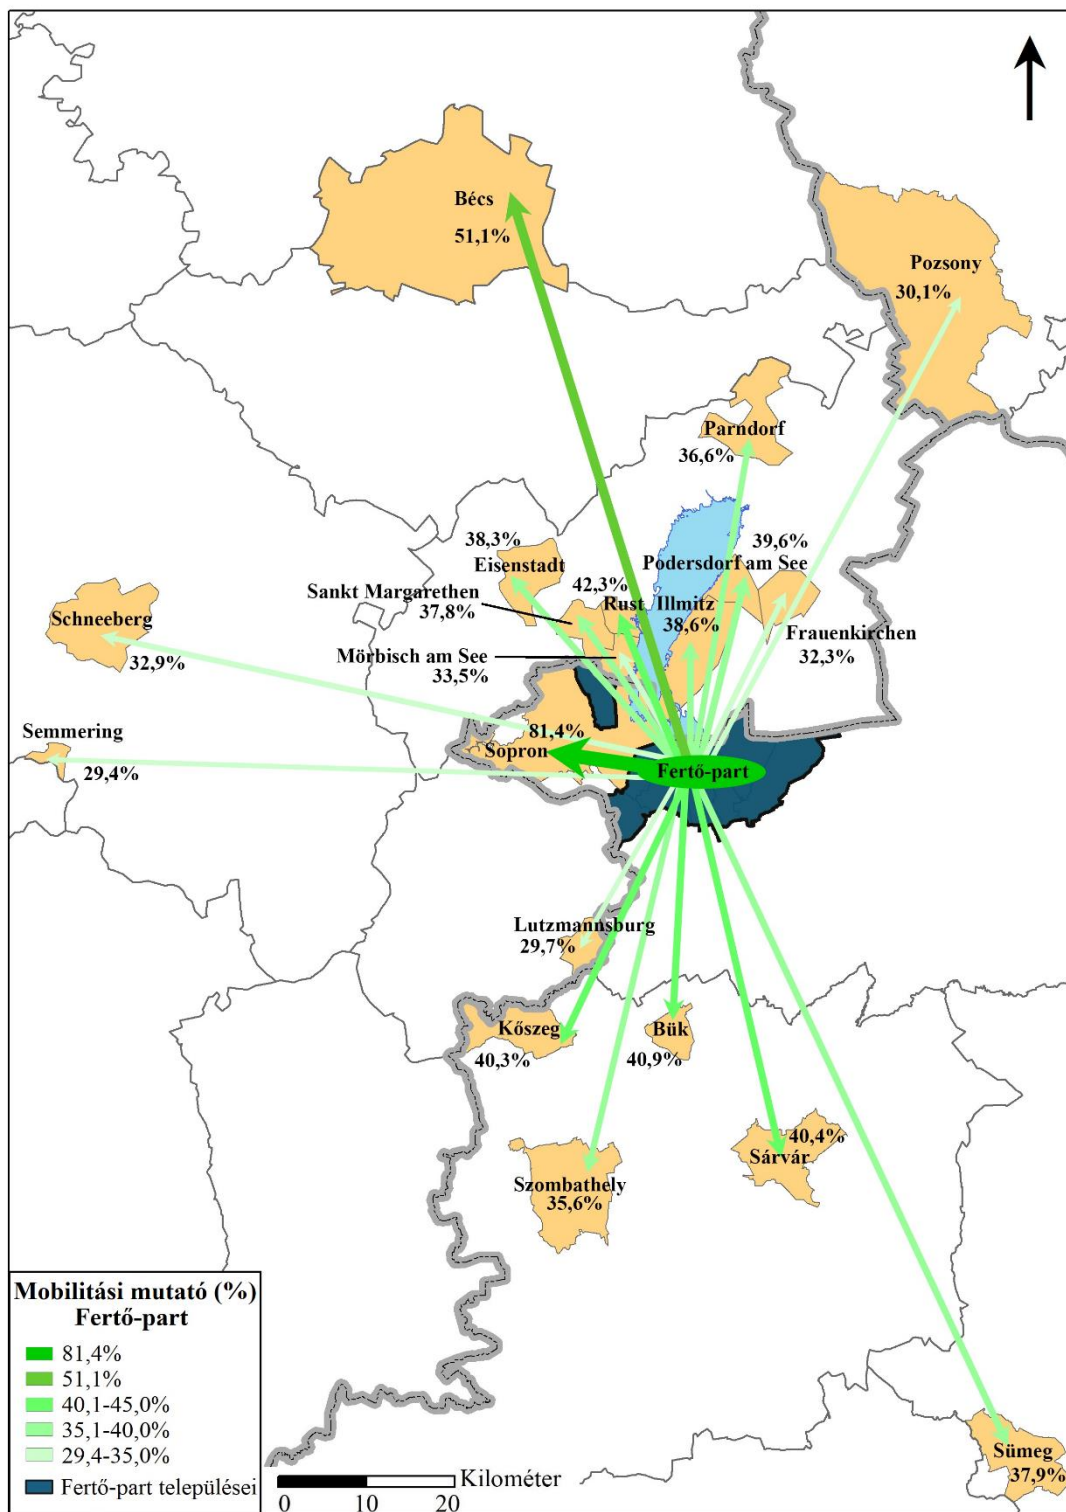 Bécs
51,1%
Pozsony
30,1%
Parndorf
36,6%
38,3%
Eisenstadt
39,6%
Podersdorf am See
Sankt Margarethen
37,8%
42,3%
Rust
Illmitz
38,6%
Schneeberg
32,9%
Mörbisch am See
33,5%
Frauenkirchen
32,3%
Semmering
29,4%
81,4%
Sopron
Fertő-part
Lutzmannsburg
29,7%
Kőszeg
40,3%
Bük
40,9%
40,4%
Sárvár
Szombathely
35,6%
Sümeg
37,9%
Mobilitási mutató (%)
Fertő-part
81,4%
51,1%
40,1-45,0%
35,1-40,0%
29,4-35,0%
Fertő-part települései
Kilométer
0 10 20